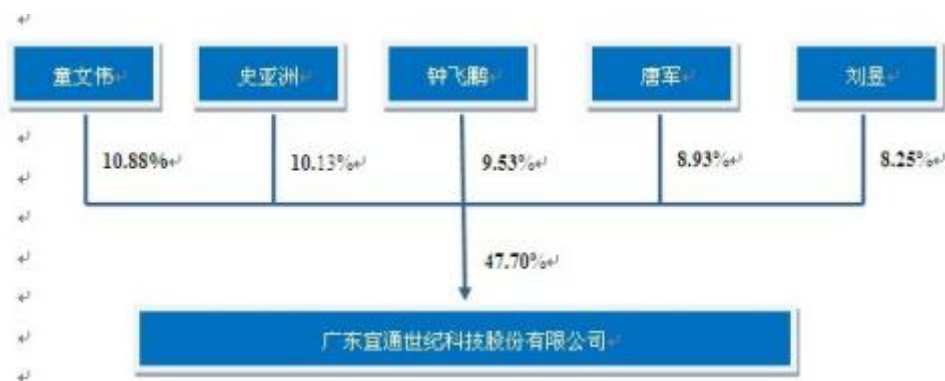 童文伟
史亚洲
钟飞鹏
唐军
刘昱
10.88%
10.13%
9.53%
8.93%
8.25%
47.70%
广东宜通世纪科技股份有限公司